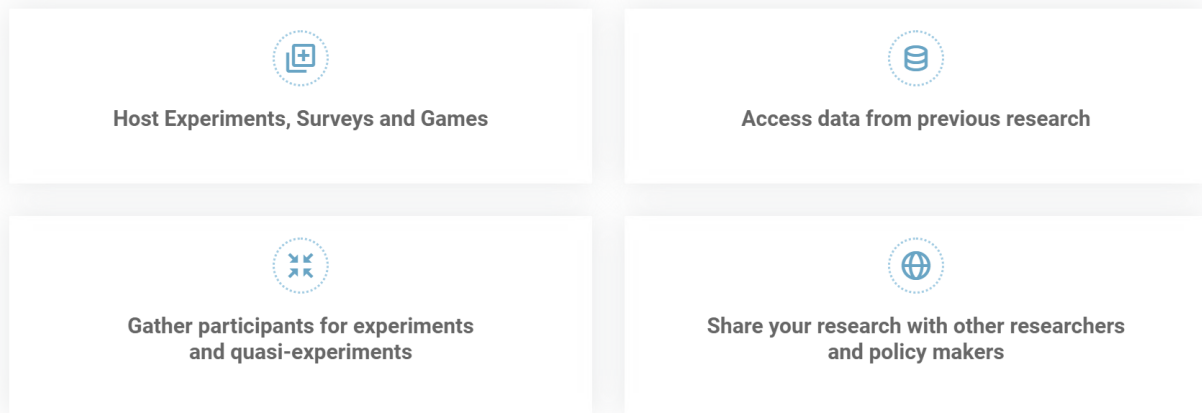 Host Experiments, Surveys and Games
Access data from previous research
Gather participants for experiments
and quasi-experiments
Share your research with other researchers
and policy makers